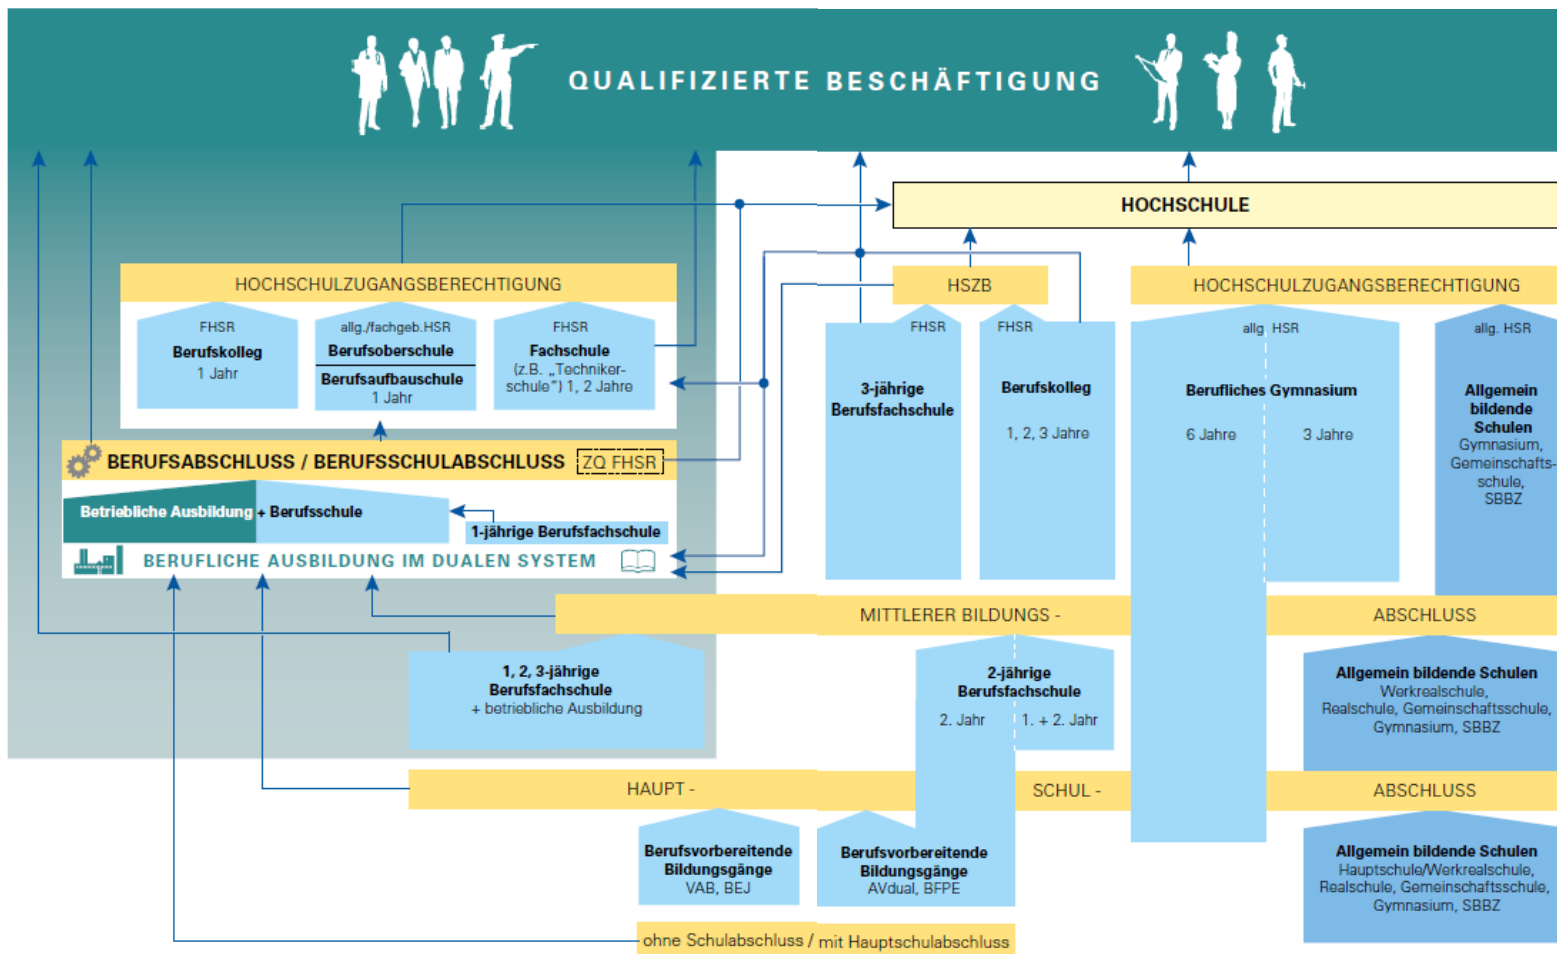 QUALIFIZIERTE BESCHÄFTIGUNG
HOCHSCHULE
HOCHSCHULZUGANGSBERECHTIGUNG
HSZB
HOCHSCHULZUGANGSBERECHTIGUNG
FHSR
Berufskolleg
1 Jahr
allg./fachgeb.HSR
Berufsoberschule
Berufsaufbauschule
1 Jahr
FHSR
Fachschule
(z.B. „Techniker-
schule“) 1, 2 Jahre
FHSR
3-jährige
Berufsfachschule
FHSR
Berufskolleg
1, 2, 3 Jahre
allg. HSR
Berufliches Gymnasium
6 Jahre
3 Jahre
allg. HSR
Allgemein
bildende
Schulen
Gymnasium,
Gemeinschafts-
schule,
SBBZ
BERUFSABSCHLUSS / BERUFSSCHULABSCHLUSS ZQ FHSR
Betriebliche Ausbildung + Berufsschule
1-jährige Berufsfachschule
BERUFLICHE AUSBILDUNG IM DUALEN SYSTEM
MITTLERER BILDUNGS - ABSCHLUSS
1, 2, 3-jährige
Berufsfachschule
+ betriebliche Ausbildung
2-jährige
Berufsfachschule
2. Jahr
1. + 2. Jahr
Allgemein bildende Schulen
Werkrealschule,
Realschule, Gemeinschaftsschule,
Gymnasium, SBBZ
HAUPT - SCHUL - ABSCHLUSS
Berufsvorbereitende
Bildungsgänge
VAB, BEJ
Berufsvorbereitende
Bildungsgänge
AVdual, BFPE
Allgemein bildende Schulen
Hauptschule/Werkrealschule,
Realschule, Gemeinschaftsschule,
Gymnasium, SBBZ
ohne Schulabschluss / mit Hauptschulabschluss